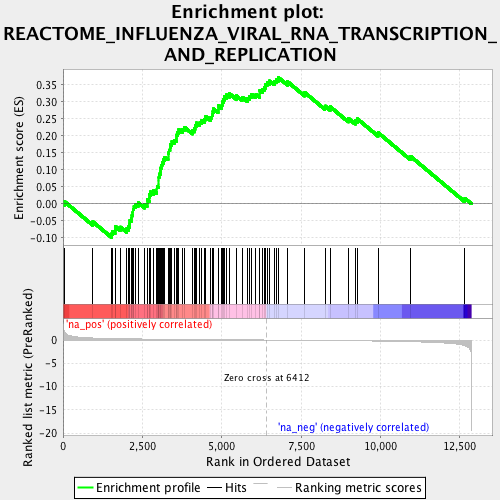 Enrichment plot:
REACTOME_INFLUENZA_VIRAL_RNA_TRANSCRIPTION_
AND_REPLICATION
Enrichment score (ES)
0.35
0.30
0.25
0.20
0.15
0.10
0.05
0.00
-0.05
-0.10
'na_pos' (positively correlated)
Ranked list metric (PreRanked)
0
-5
-10
-15
-20
Zero cross at 6412
'na_neg' (negatively correlated)
0
2,500
5,000
7,500
10,000
12,500
Rank in Ordered Dataset
Enrichment profile
Hits
Ranking metric scores